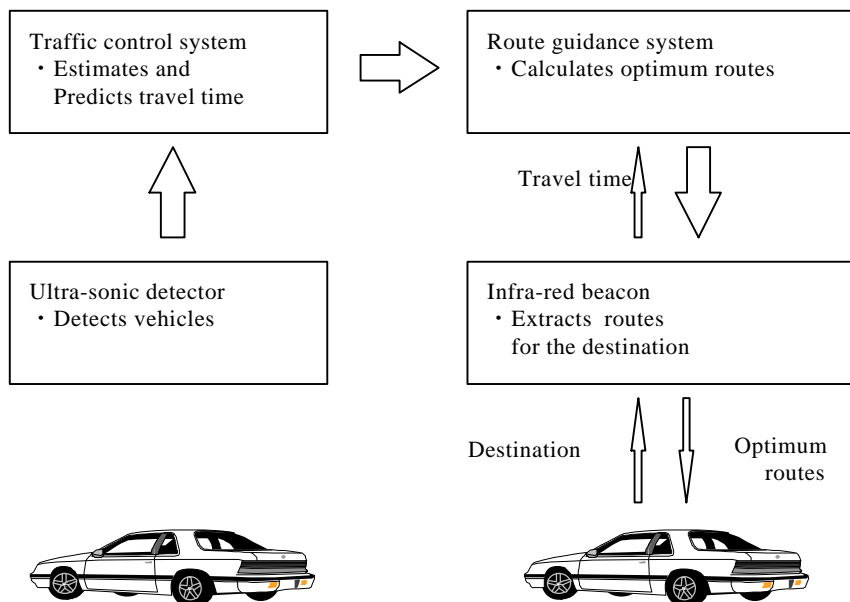 Traffic control system
・Estimates and
Predicts travel time
Route guidance system
・Calculates optimum routes
Travel time
Ultra-sonic detector
・Detects vehicles
Infra-red beacon
・Extracts routes
for the destination
Destination
Optimum
routes